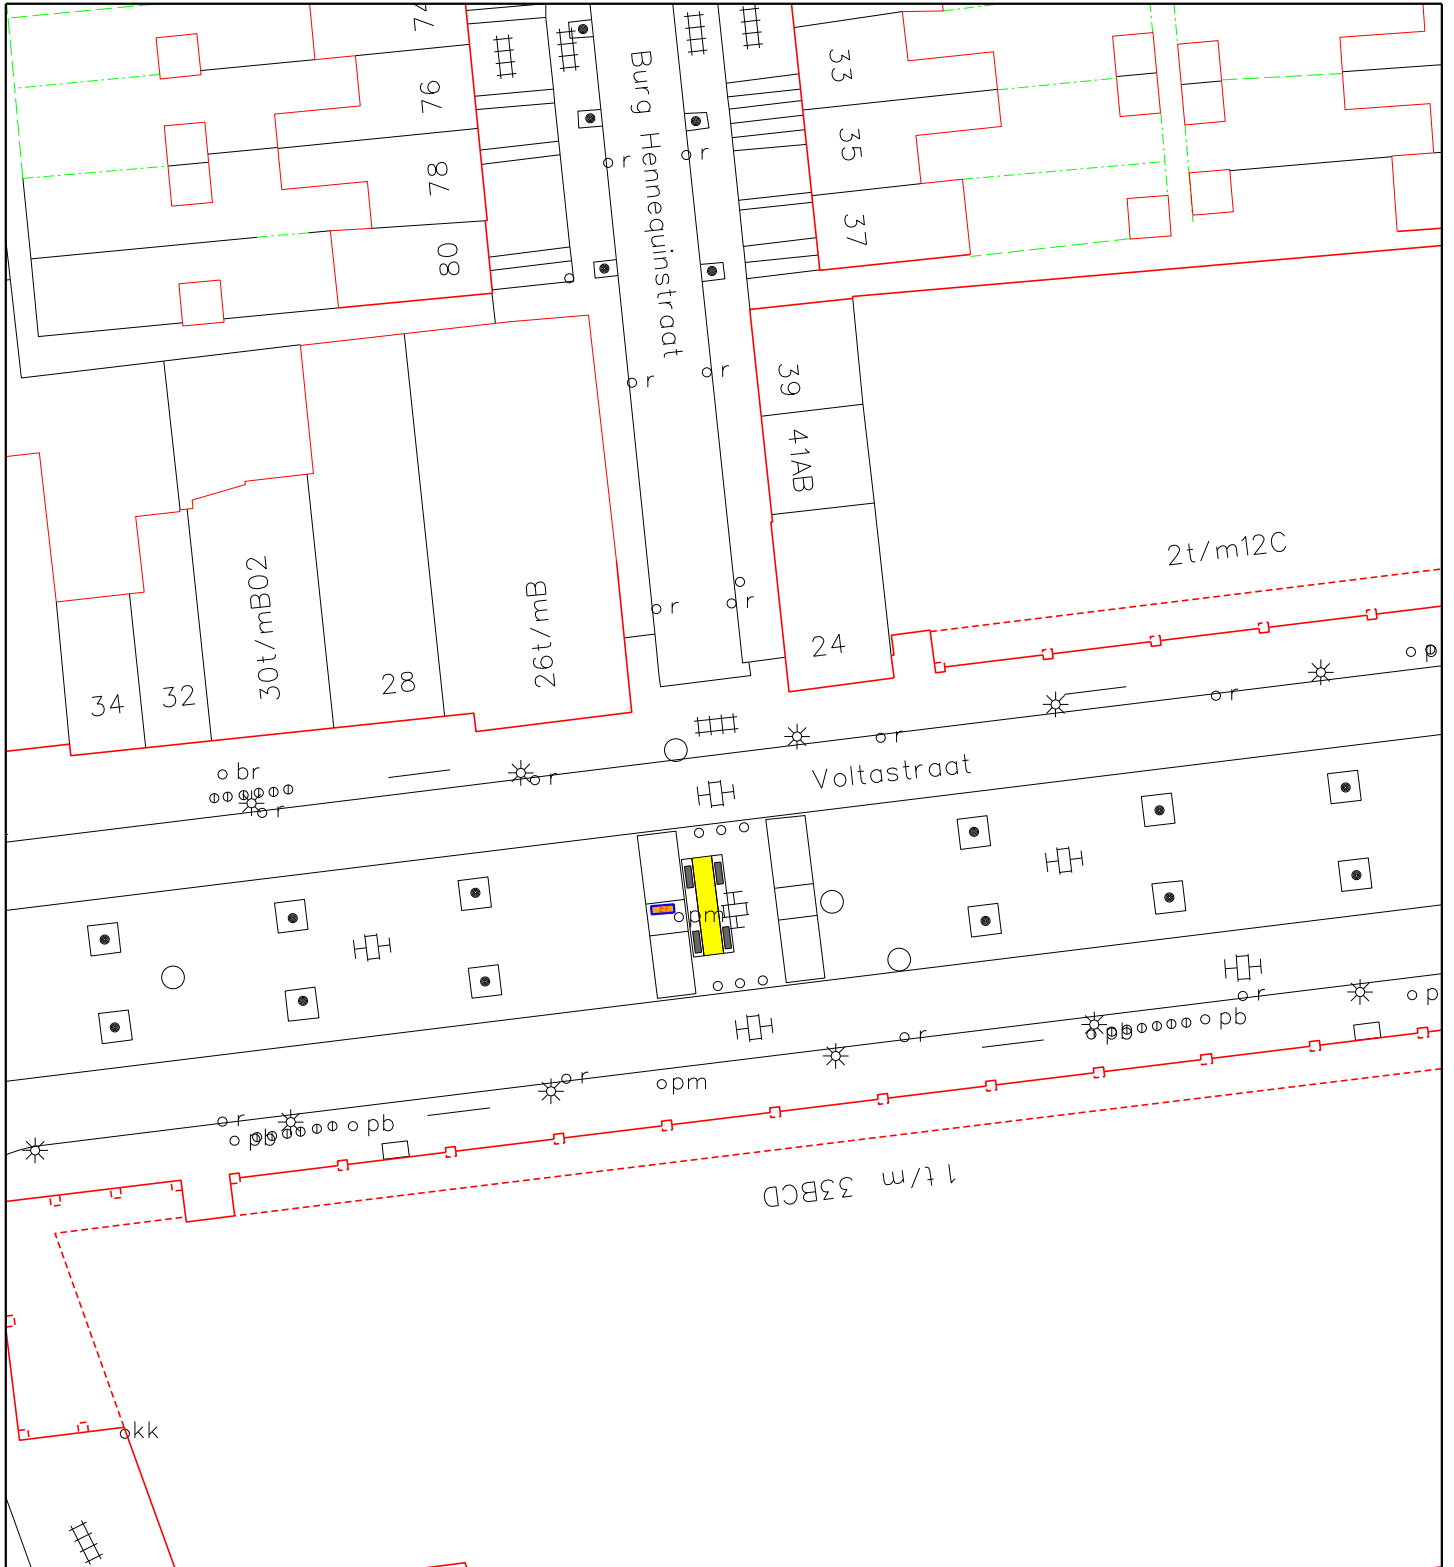 74
76
78
80
Burg Hennequinstraat
33
35
37
r
r
r
r
39
41AB
2t/m12C
r
r
24
26t/mB
30t/mB02
28
32
34
p
r
r
Voltastraat
br
r
r
pm
r
p
pb
pb
r
r
pm
r
pb
pb
1 t/m 33BCD
kk